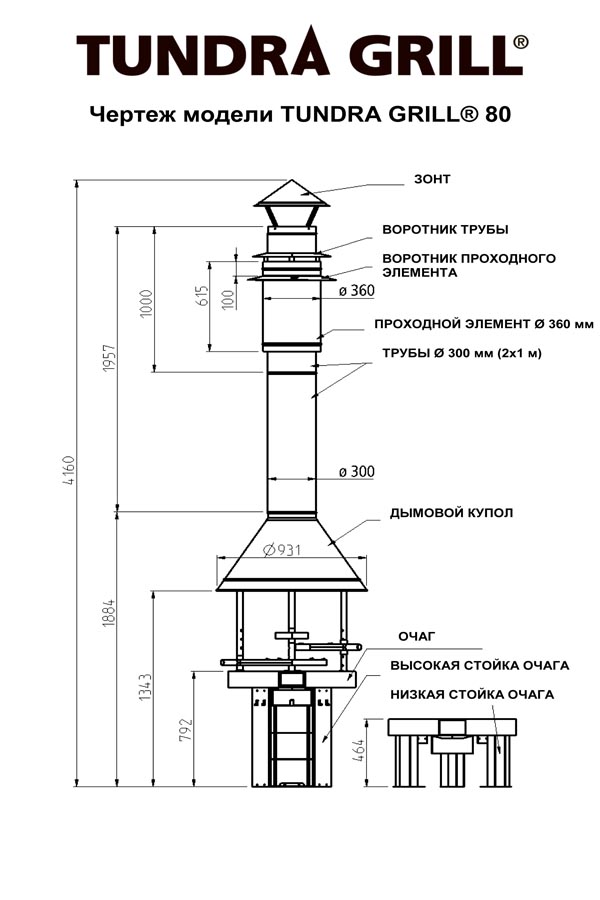 TUNDRA GRILL®
Чертеж модели TUNDRA GRILL® 80
ЗОНТ
ВОРОТНИК ТРУБЫ
ВОРОТНИК ПРОХОДНОГО
ЭЛЕМЕНТА
615
100
ø 360
1000
ПРОХОДНОЙ ЭЛЕМЕНТ Ø 360 мм
ТРУБЫ Ø 300 мм (2x1 м)
1957
4160
ø 300
ДЫМОВОЙ КУПОЛ
Ø931
1884
ОЧАГ
ВЫСОКАЯ СТОЙКА ОЧАГА
1343
НИЗКАЯ СТОЙКА ОЧАГА
792
464